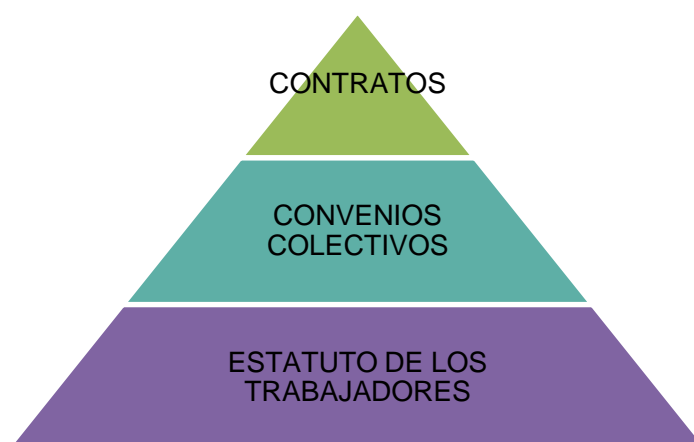 CONTRATOS
CONVENIOS
COLECTIVOS
ESTATUTO DE LOS
TRABAJADORES